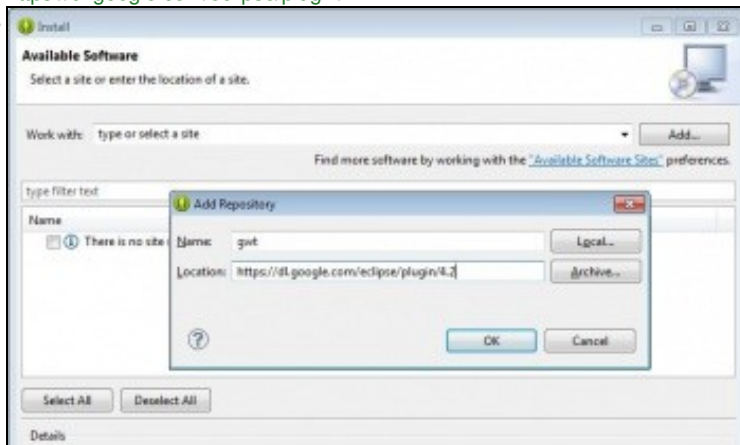 Install
Available Software
Select a site or enter the location of a site.
Work with: type or select a site
Add...
Find more software by working with the "Available Software Sites" preferences.
type filter text
Name
There is no site
Add Repository
Name: gwt
Local...
Location: https://dl.google.com/eclipse/plugin/4.2
Archive...
OK
Cancel
Select All
Deselect All
Details